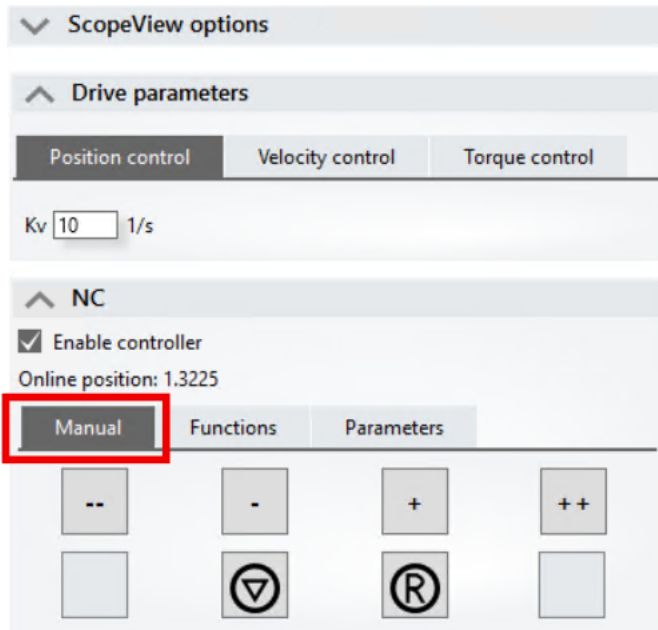 ScopeView options
Drive parameters
Position control Velocity control Torque control
Kv 10 1/s
NC
Enable controller
Online position: 1.3225
Manual Functions Parameters
-- - + ++
R